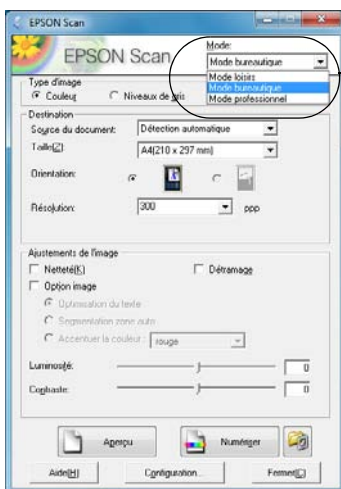 EPSON Scan
EPSON Scan
Mode:
Mode bureautique
Mode loisirs
Mode bureautique
Mode professionnel
Type d'image
Couleur
Niveaux de gris
Destination
Source du document:
Détection automatique
Taille(Z):
A4(210 x 297 mm)
Orientation:
Résolution:
300
ppp
Ajustements de l'image
Netteté(K)
Détramage
Option image
Optimisation du texte
Segmentation zone auto
Accentuer la couleur :
rouge
Luminosité:
0
Contraste:
0
Aperçu
Numériser
Aide(H)
Configuration...
Fermer(C)